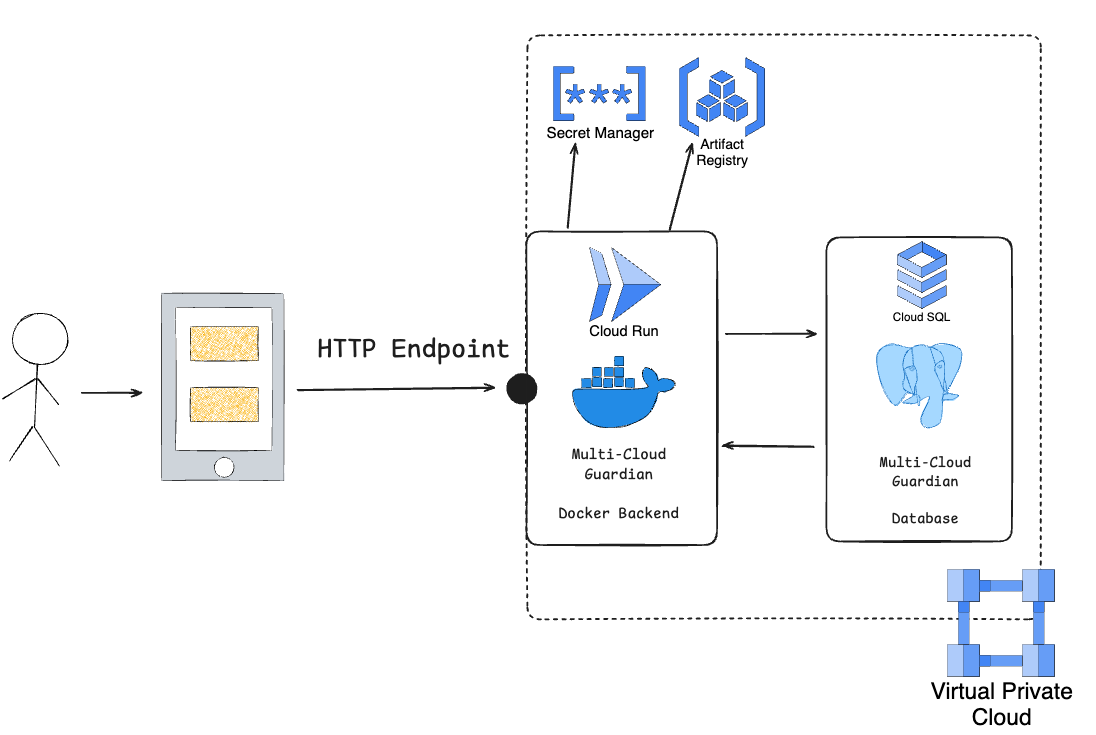 Secret Manager
Artifact
Registry
HTTP Endpoint
Cloud Run
Multi-Cloud
Guardian
Docker Backend
Cloud SQL
Multi-Cloud
Guardian
Database
Virtual Private
Cloud